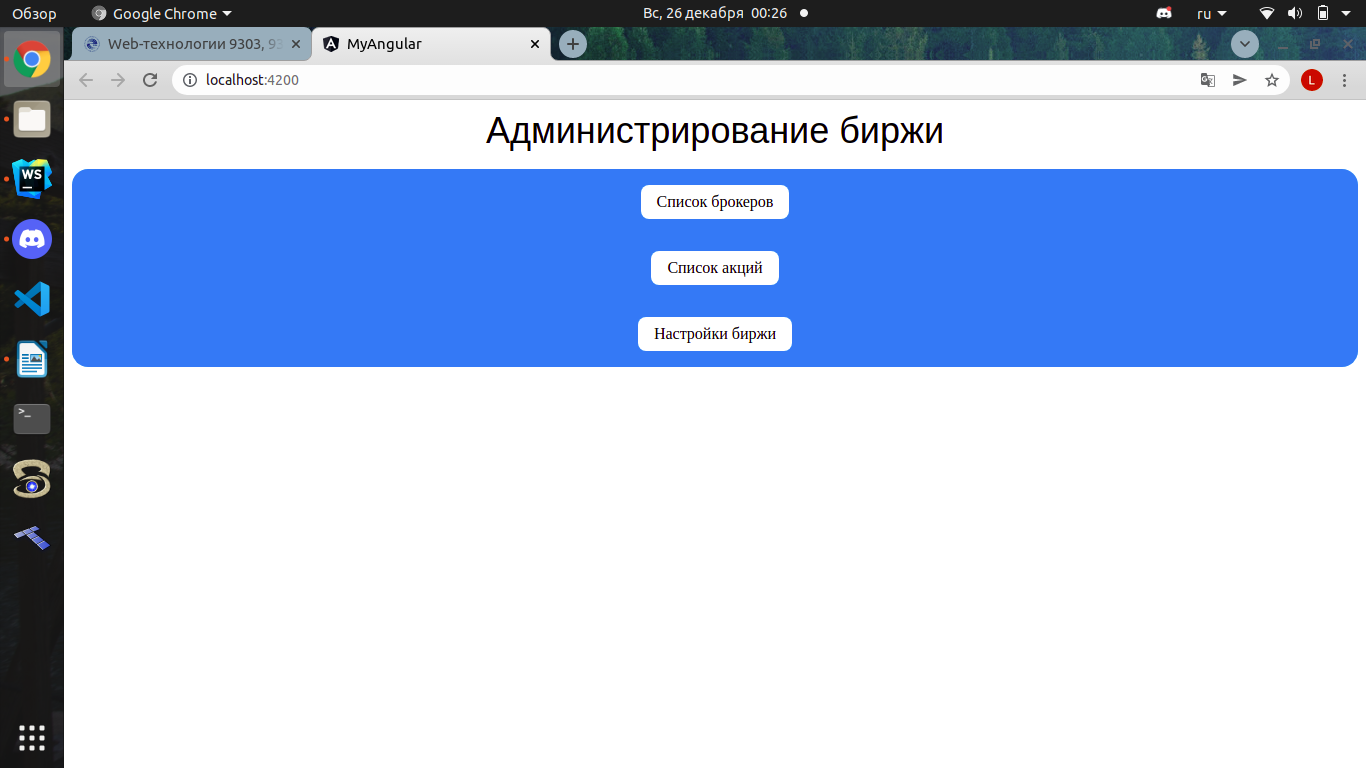 Обзор
Google Chrome
Вс, 26 декабря 00:26
ru
Web-технологии 9303, 93
MyAngular
localhost:4200
L
WS
>_
Администрирование биржи
Список брокеров
Список акций
Настройки биржи